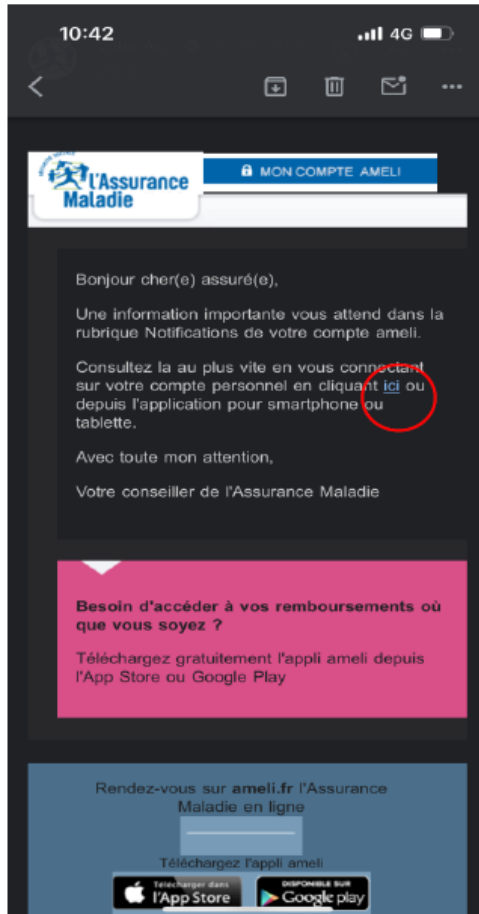 10:42
4G
l'Assurance
Maladie
MON COMPTE AMELI
Bonjour cher(e) assuré(e),
Une information importante vous attend dans la
rubrique Notifications de votre compte ameli.
Consultez la au plus vite en vous connectant
sur votre compte personnel en cliquant ici ou
depuis l'application pour smartphone ou
tablette.
Avec toute mon attention,
Votre conseiller de l'Assurance Maladie
Besoin d'accéder à vos remboursements où
que vous soyez ?
Téléchargez gratuitement l'appli ameli depuis
l'App Store ou Google Play
Rendez-vous sur ameli.fr l'Assurance
Maladie en ligne
Téléchargez l'appli ameli
Télécharger dans
l'App Store
DISPONIBLE SUR
Google play